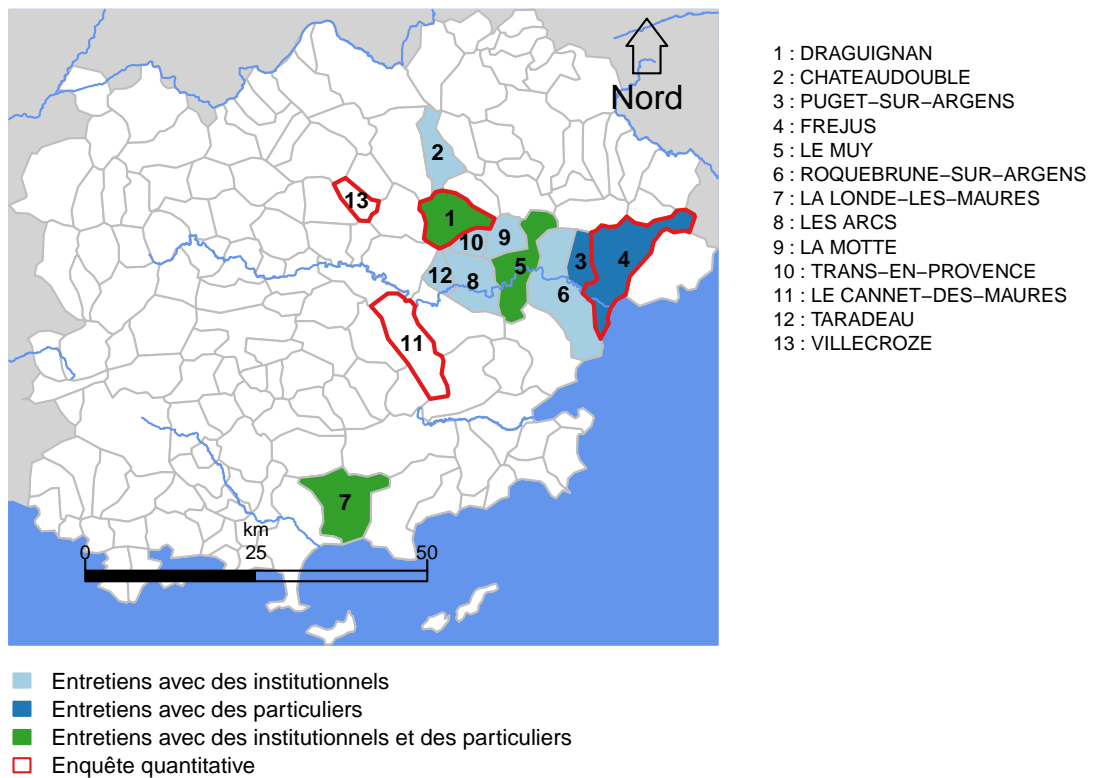 Nord
2
13
1
10
9
12
8
5
3
4
6
11
7
km
0 25 50
1 : DRAGUIGNAN
2 : CHATEAUDOUBLE
3 : PUGET−SUR−ARGENS
4 : FREJUS
5 : LE MUY
6 : ROQUEBRUNE−SUR−ARGENS
7 : LA LONDE−LES−MAURES
8 : LES ARCS
9 : LA MOTTE
10 : TRANS−EN−PROVENCE
11 : LE CANNET−DES−MAURES
12 : TARADEAU
13 : VILLECROZE
Entretiens avec des institutionnels
Entretiens avec des particuliers
Entretiens avec des institutionnels et des particuliers
Enquête quantitative